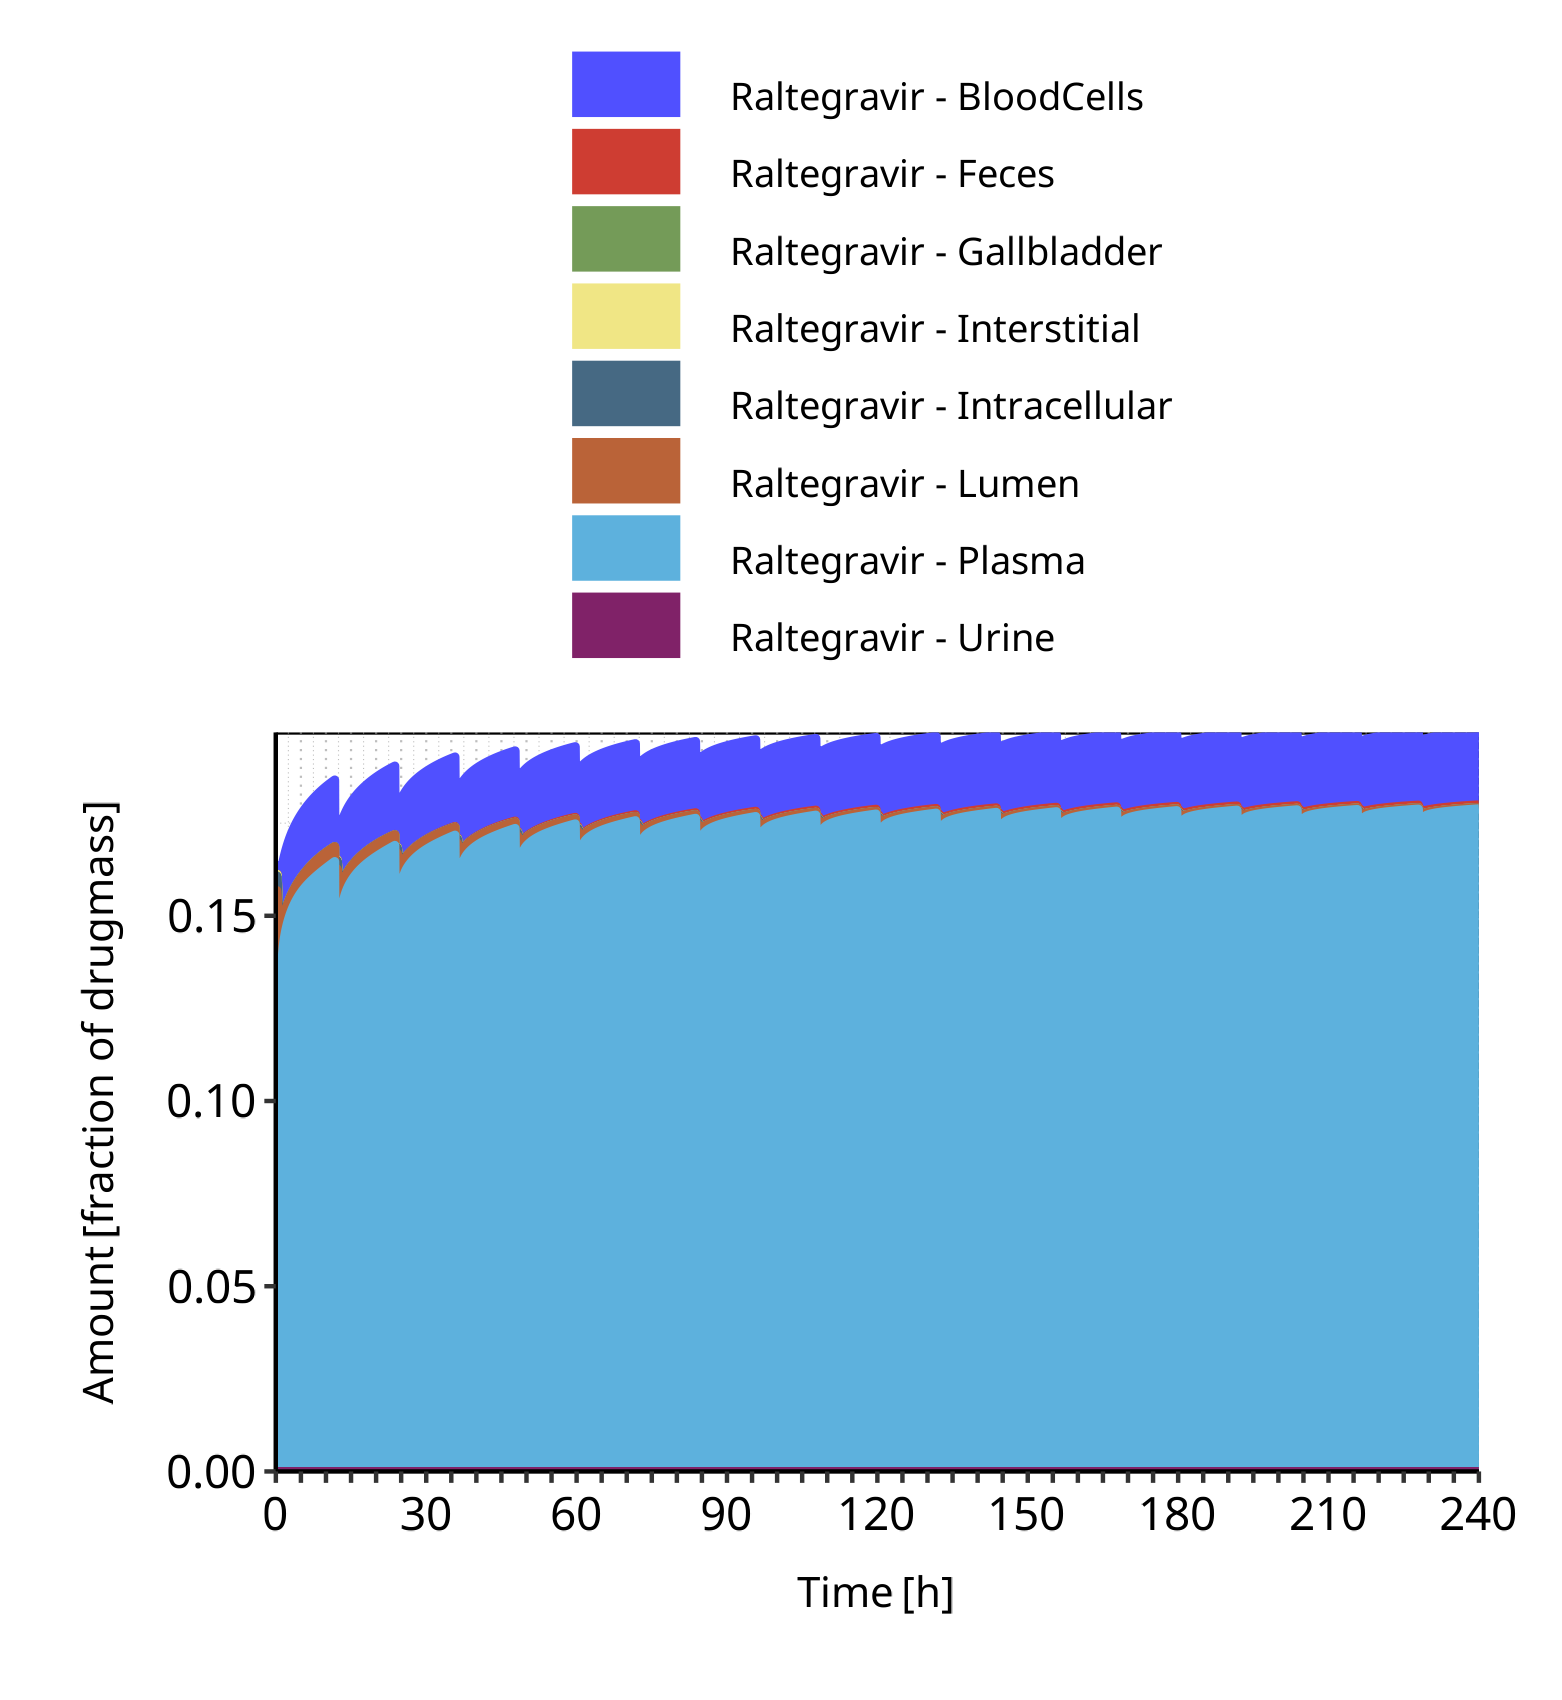 Raltegravir - BloodCells
Raltegravir - Feces
Raltegravir - Gallbladder
Raltegravir - Interstitial
Raltegravir - Intracellular
Raltegravir - Lumen
Raltegravir - Plasma
Raltegravir - Urine
Amount [fraction of drugmass]
0.15
0.10
0.05
0.00
0 30 60 90 120 150 180 210 240
Time [h]